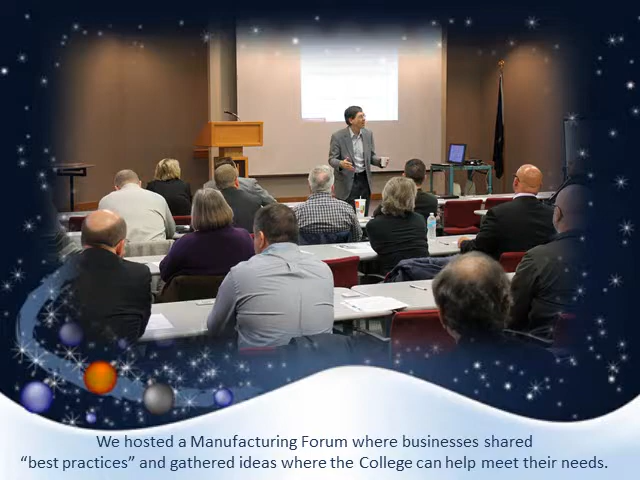 We hosted a Manufacturing Forum where businesses shared
“best practices” and gathered ideas where the College can help meet their needs.